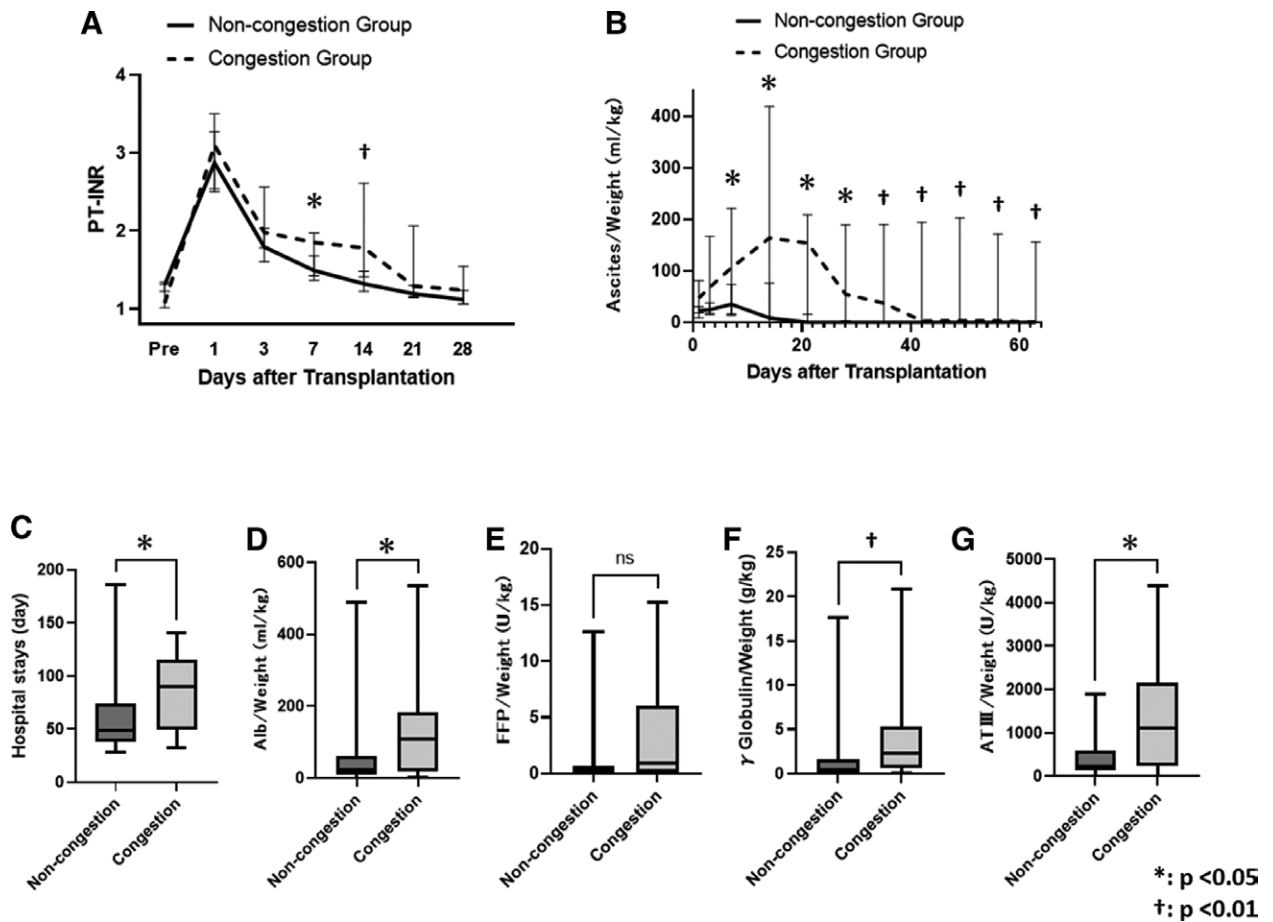 A
Non-congestion Group
Congestion Group
4
3
2
1
PT-INR
*
†
Pre 1 3 7 14 21 28
Days after Transplantation
B
Non-congestion Group
Congestion Group
400
300
200
100
0
Ascites/Weight (ml/kg)
* * * * † † † † †
0 20 40 60
Days after Transplantation
C
*
200
150
100
50
0
Hospital stays (day)
Non-congestion
Congestion
D
*
600
400
200
0
Alb/Weight (ml/kg)
Non-congestion
Congestion
E
ns
20
15
10
5
0
FFP/Weight (U/kg)
Non-congestion
Congestion
F
†
25
20
15
10
5
0
γ Globulin/Weight (g/kg)
Non-congestion
Congestion
G
*
5000
4000
3000
2000
1000
0
ATⅢ/Weight (U/kg)
Non-congestion
Congestion
*: p <0.05
†: p <0.01